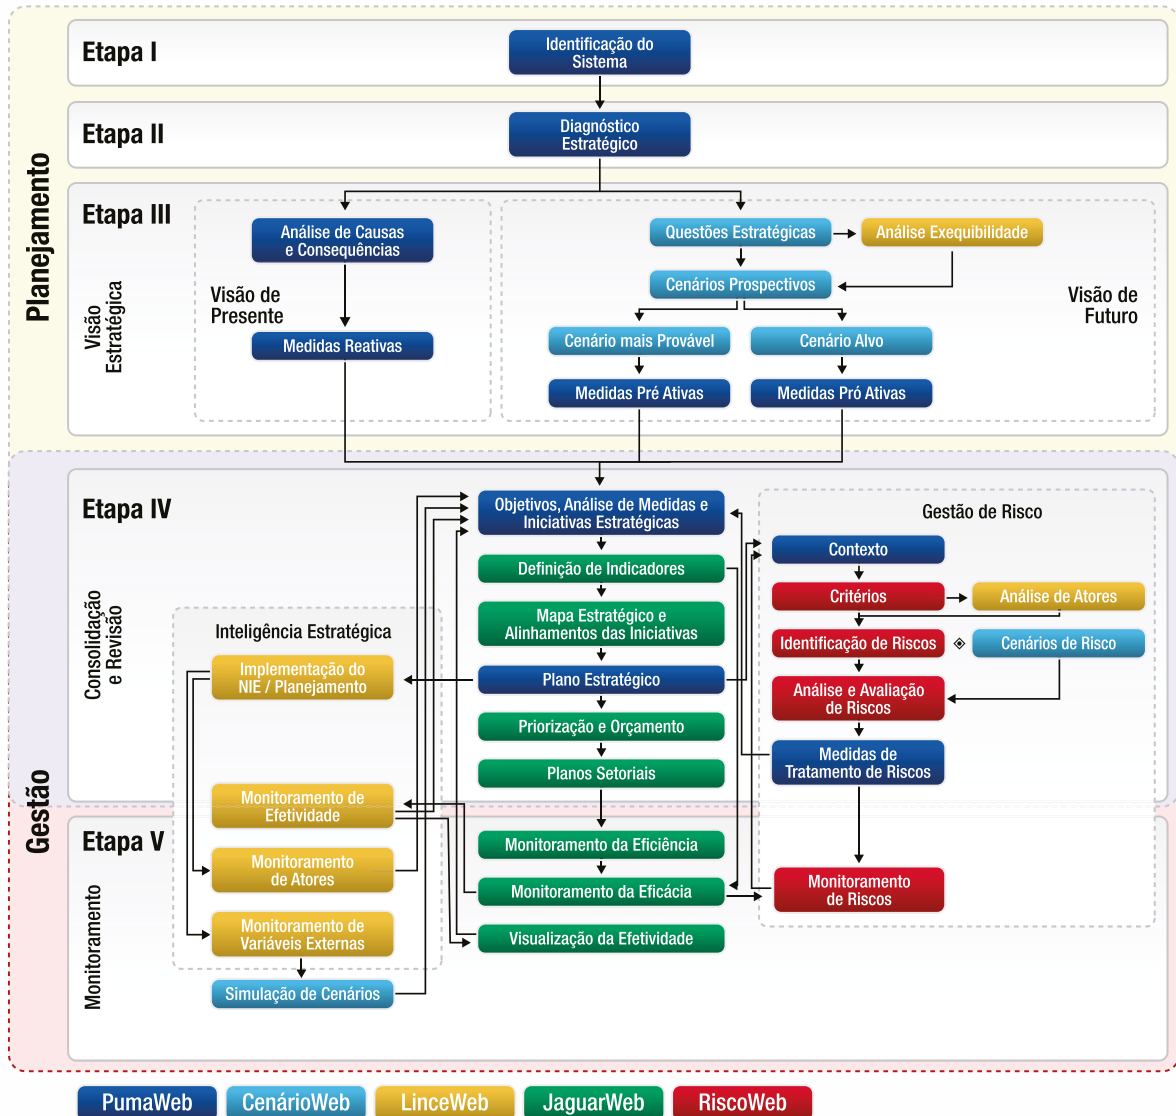 Planejamento
Gestão
Etapa I
Identificação do
Sistema
Etapa II
Diagnóstico
Estratégico
Etapa III
Visão
Estratégica
Análise de Causas
e Consequências
Visão de
Presente
Medidas Reativas
Questões Estratégicas
Análise Exequibilidade
Cenários Prospectivos
Visão de
Futuro
Cenário mais Provável
Cenário Alvo
Medidas Pré Ativas
Medidas Pró Ativas
Etapa IV
Consolidação
e Revisão
Objetivos, Análise de Medidas e
Iniciativas Estratégicas
Definição de Indicadores
Mapa Estratégico e
Alinhamentos das Iniciativas
Plano Estratégico
Priorização e Orçamento
Planos Setoriais
Inteligência Estratégica
Implementação do
NIE / Planejamento
Monitoramento de
Efetividade
Gestão de Risco
Contexto
Critérios
Análise de Atores
Identificação de Riscos
Cenários de Risco
Análise e Avaliação
de Riscos
Medidas de
Tratamento de Riscos
Etapa V
Monitoramento
Monitoramento
de Atores
Monitoramento de
Variáveis Externas
Simulação de Cenários
Monitoramento da Eficiência
Monitoramento da Eficácia
Visualização da Efetividade
Monitoramento
de Riscos
PumaWeb
CenárioWeb
LinceWeb
JaguarWeb
RiscoWeb